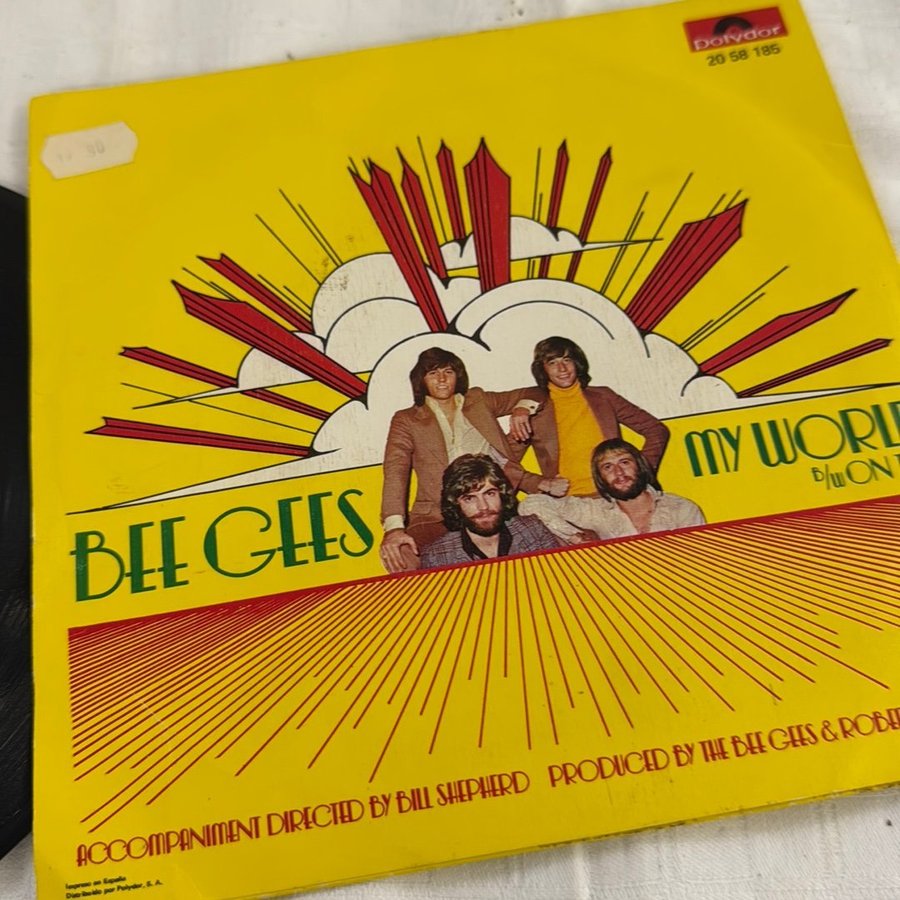 polydor
20 58 185
90
BEE GEES
MY WORL
B/W ON
ACCOMPANIMENT DIRECTED BY BILL SHEPHERD PRODUCED BY THE BEE GEES & ROBE
Impreso en España
Distribuido por Polydor, S. A.